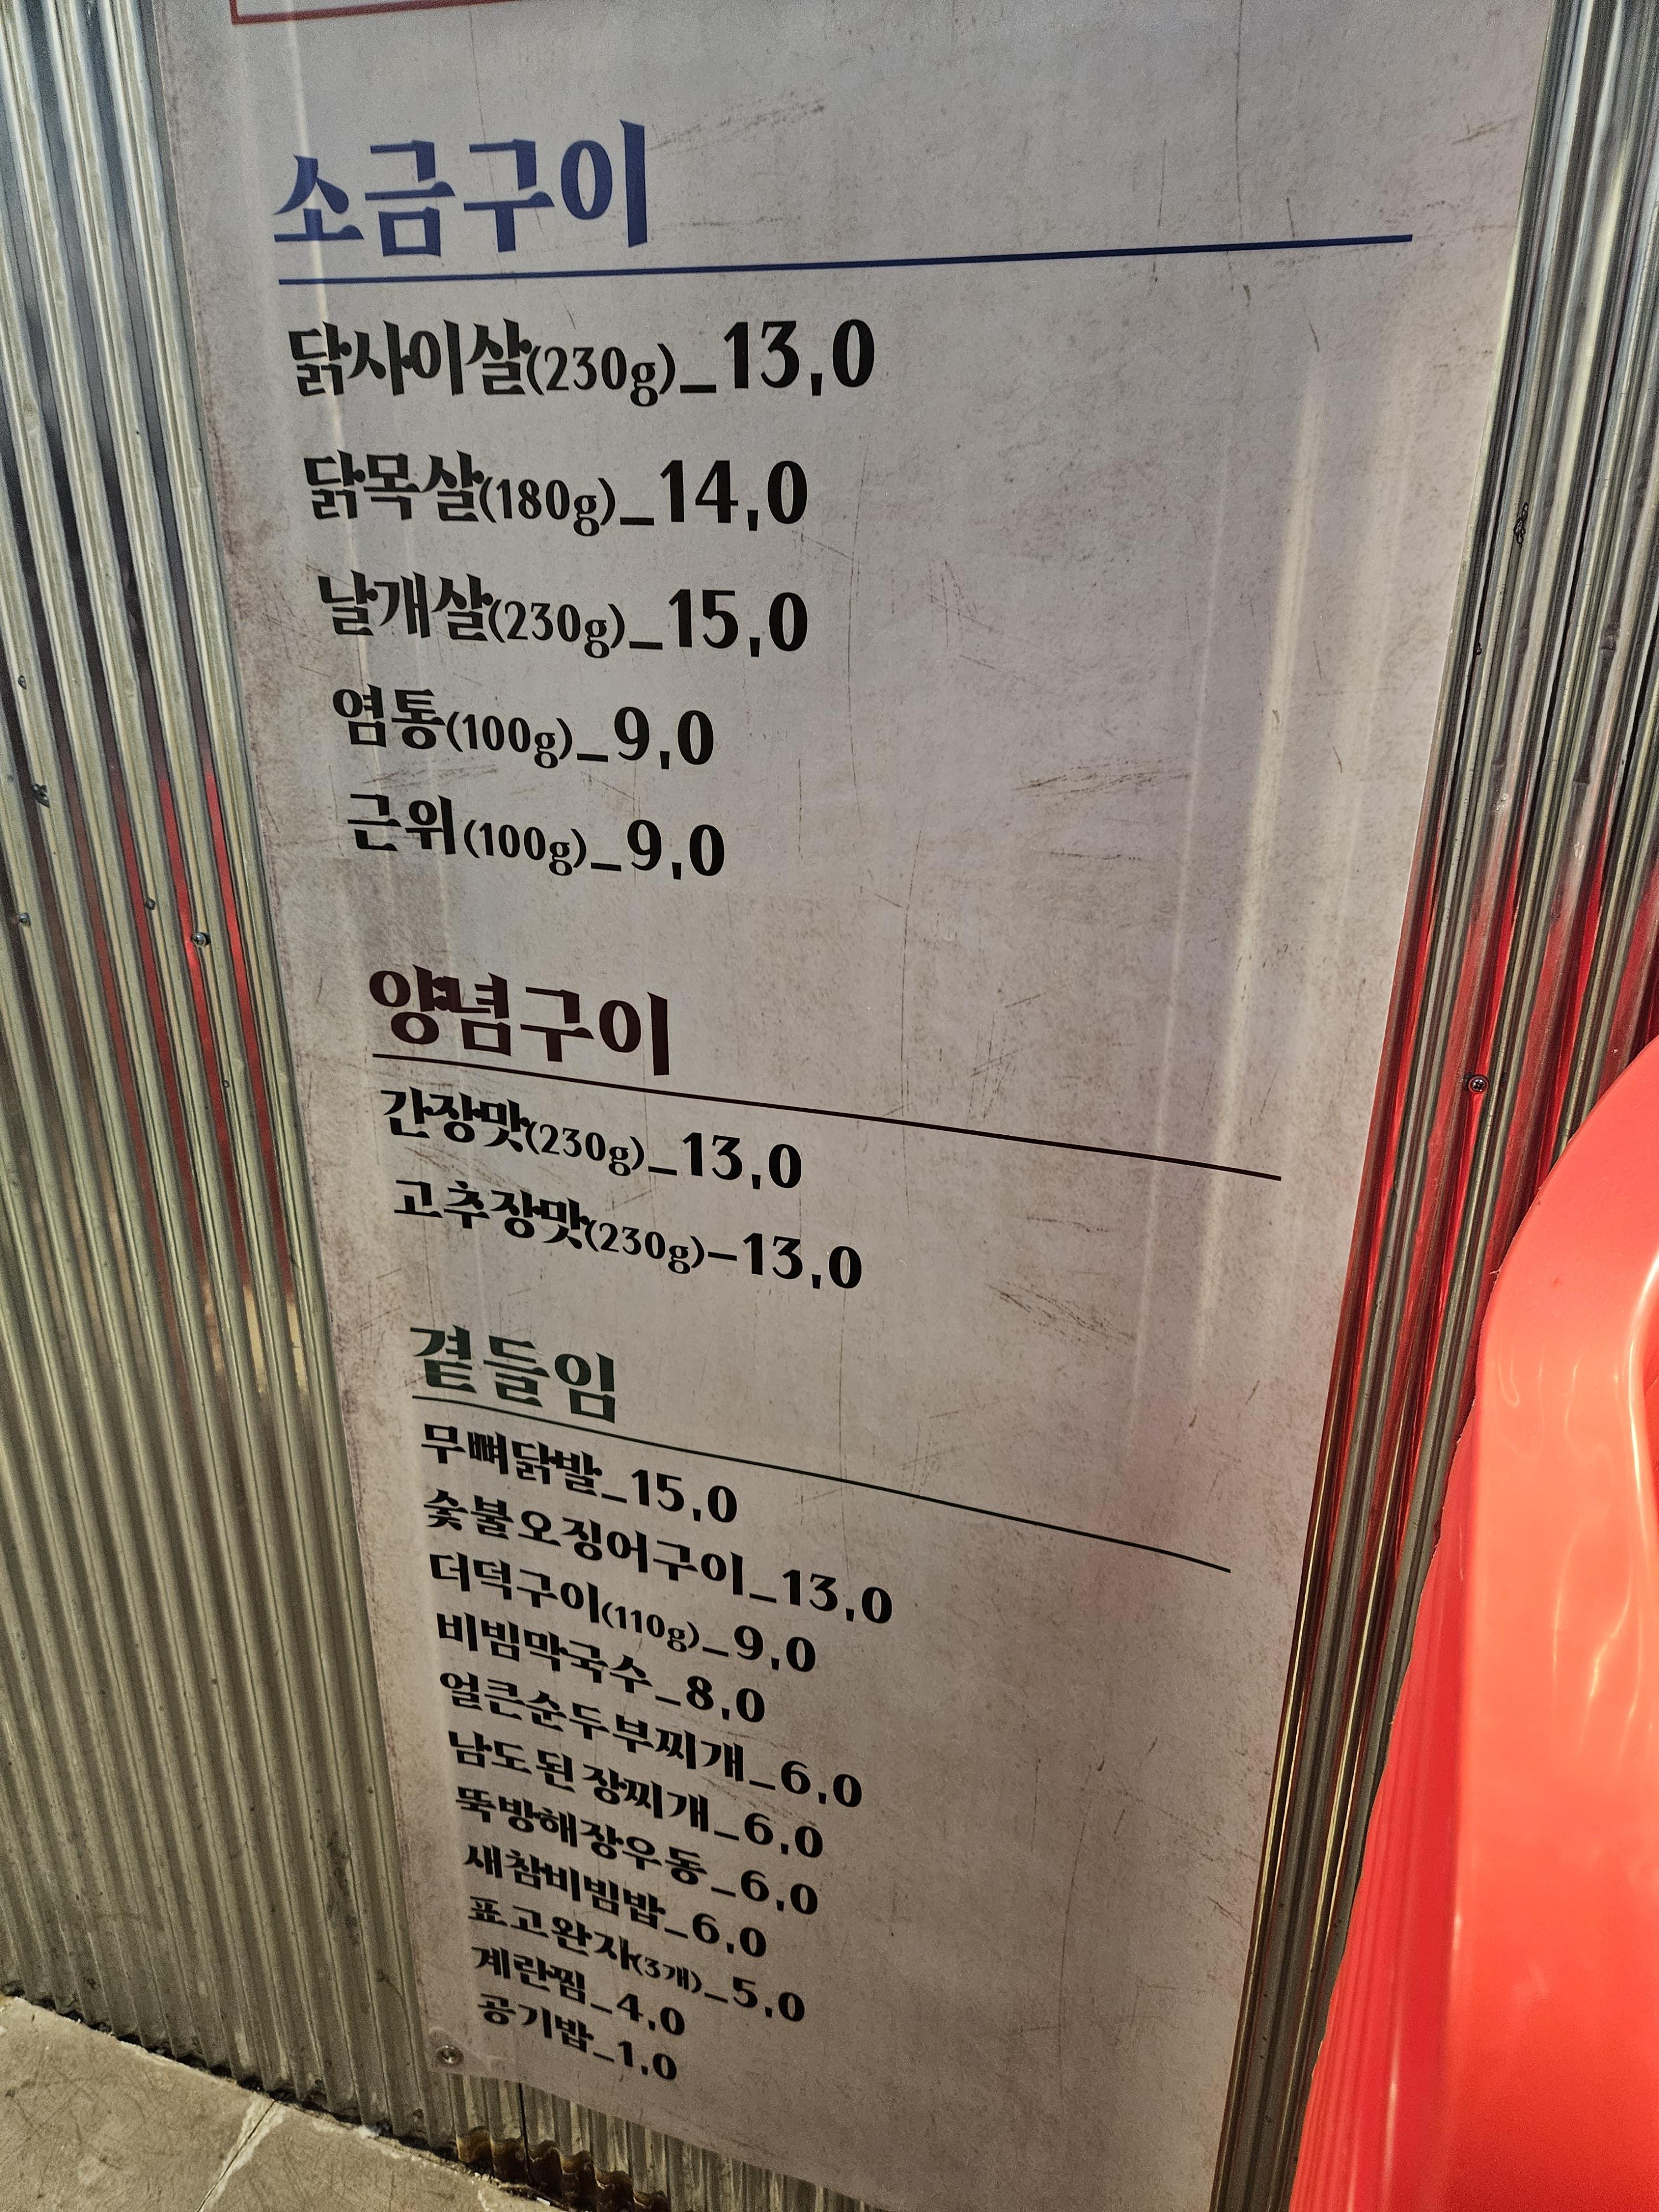 소금구이
닭사이살(230g)_13,0
닭목살(180g)_14,0
날개살(230g)_15,0
염통(100g)_9,0
근위(100g)_9,0
양념구이
간장맛(230g)_13,0
고추장맛(230g)-13,0
곁들임
무뼈닭발_15,0
숯불오징어구이_13,0
더덕구이(110g)_9,0
비빔막국수_8,0
얼큰순두부찌개_6,0
남도된장찌개_6,0
뚝방해장우동_6,0
새참비빔밥_6,0
표고완자(3개)_5,0
계란찜_4,0
공기밥_1,0